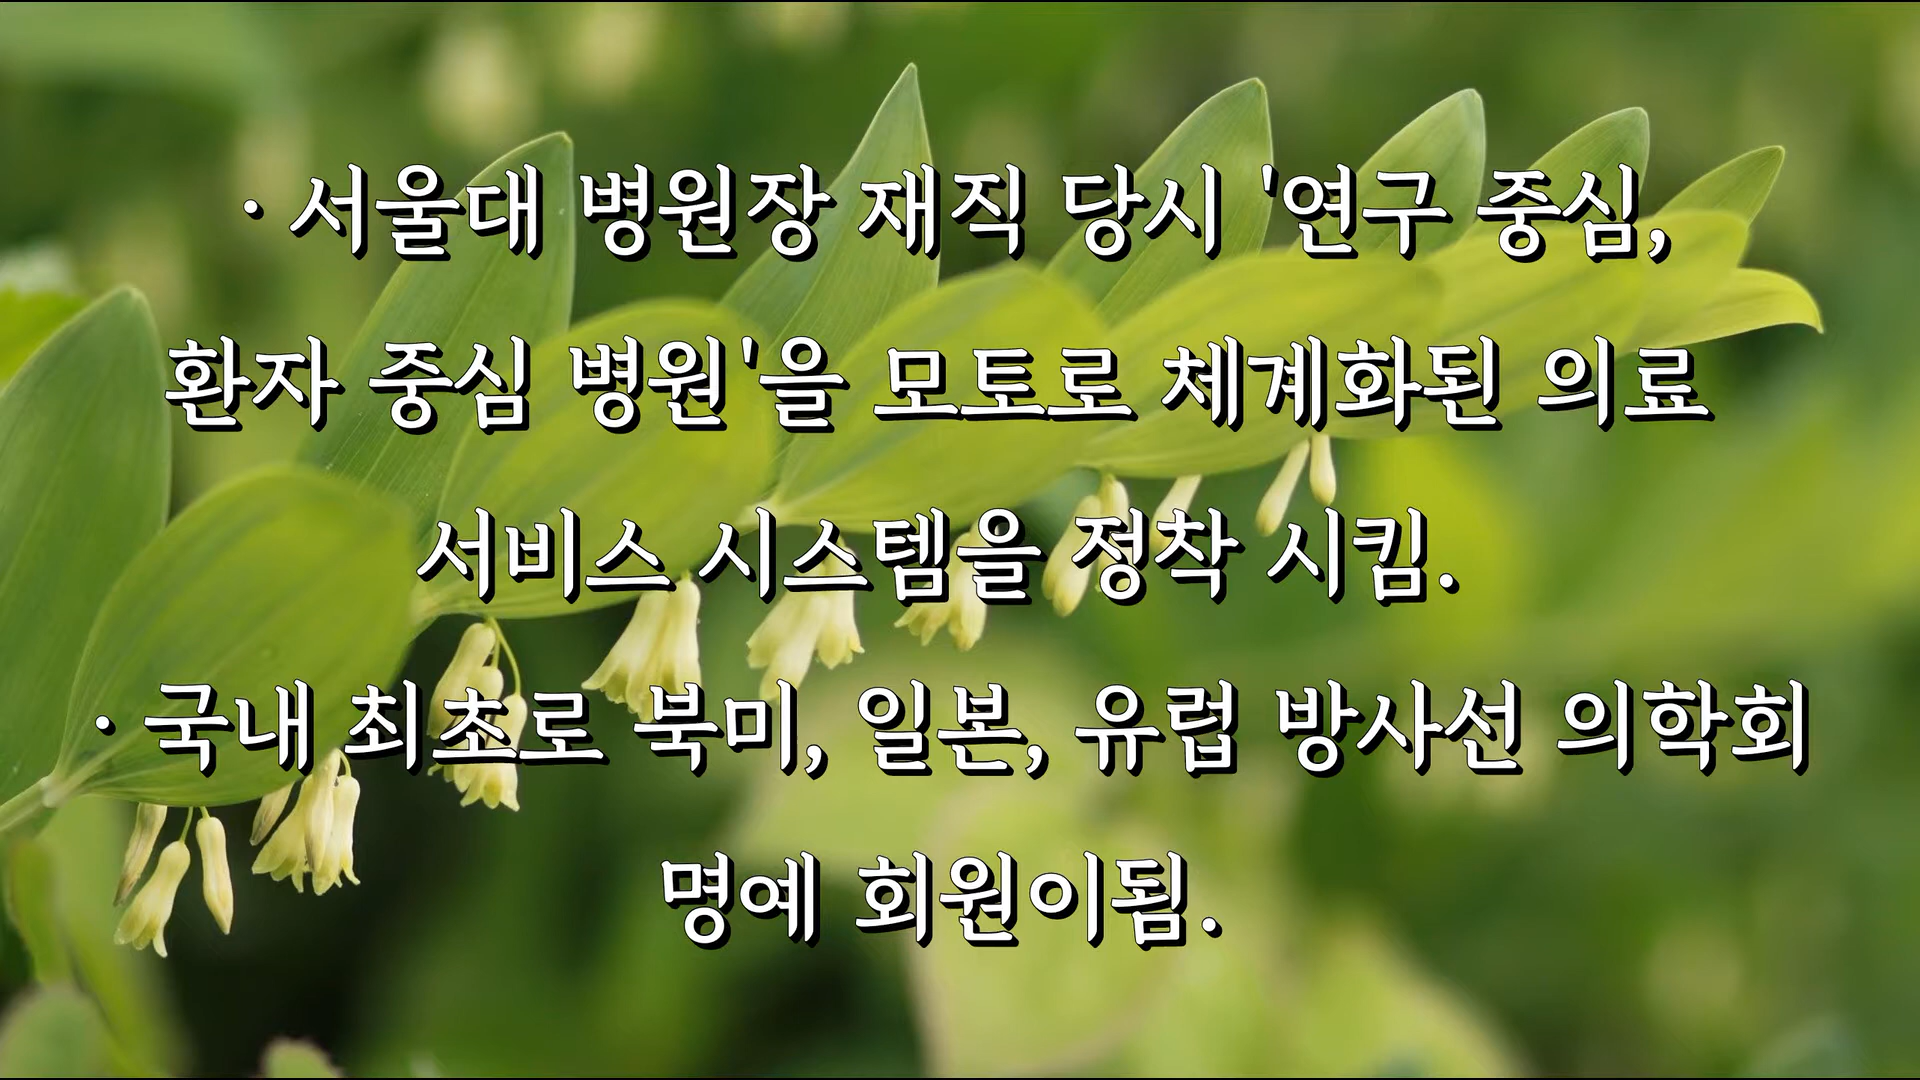 · 서울대 병원장 재직 당시 '연구 중심,
환자 중심 병원'을 모토로 체계화된 의료
서비스 시스템을 정착 시킴.
· 국내 최초로 북미, 일본, 유럽 방사선 의학회
명예 회원이됨.